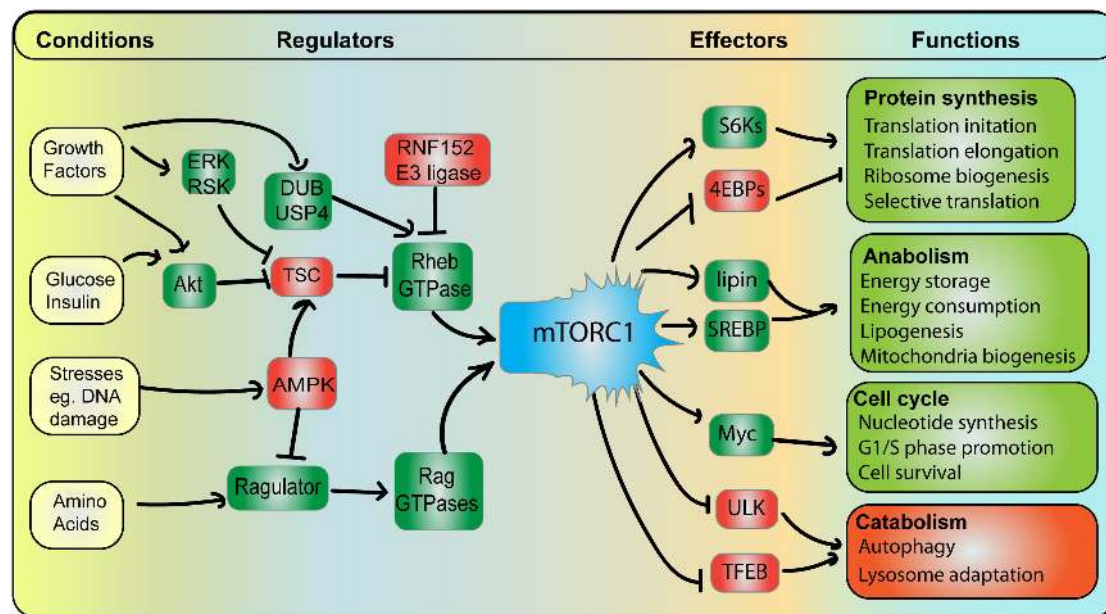 Conditions
Regulators
Effectors
Functions
Growth
Factors
Glucose
Insulin
Stresses
eg. DNA
damage
Amino
Acids
ERK
RSK
Akt
DUB
USP4
TSC
AMPK
Ragulator
RNF152
E3 ligase
Rheb
GTPase
Rag
GTPases
mTORC1
S6Ks
4EBPs
lipin
SREBP
Myc
ULK
TFEB
Protein synthesis
Translation initation
Translation elongation
Ribosome biogenesis
Selective translation
Anabolism
Energy storage
Energy consumption
Lipogenesis
Mitochondria biogenesis
Cell cycle
Nucleotide synthesis
G1/S phase promotion
Cell survival
Catabolism
Autophagy
Lysosome adaptation